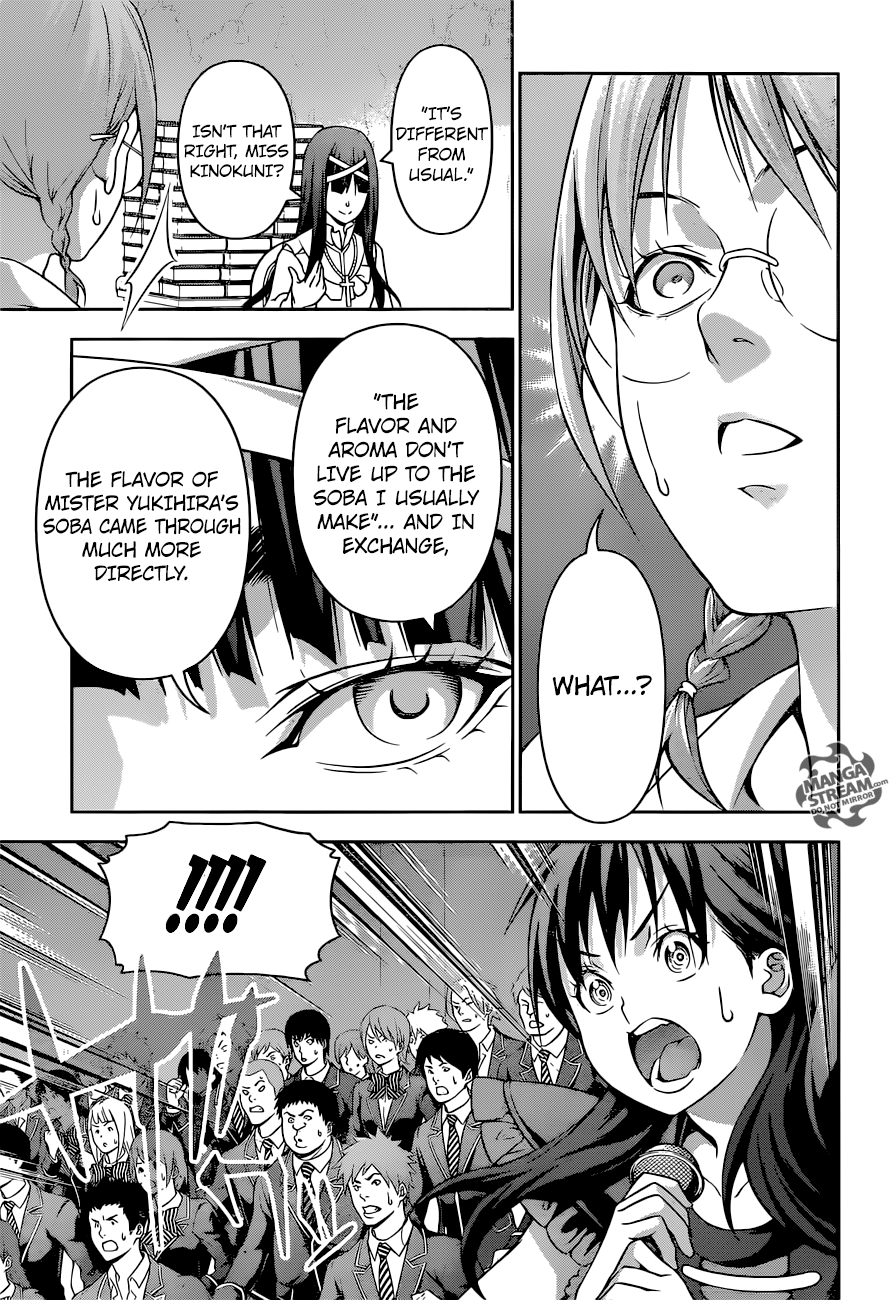 "IT'S
DIFFERENT
FROM
USUAL."
ISN'T THAT
RIGHT, MISS
KINOKUNI?
WHAT...?
"THE
FLAVOR AND
AROMA DON'T
LIVE UP TO THE
SOBA I USUALLY
MAKE"... AND IN
EXCHANGE,
THE FLAVOR OF
MISTER YUKIHIRA'S
SOBA CAME THROUGH
MUCH MORE
DIRECTLY.
MANGA
STREAM.com
DO NOT MIRROR
!!!!